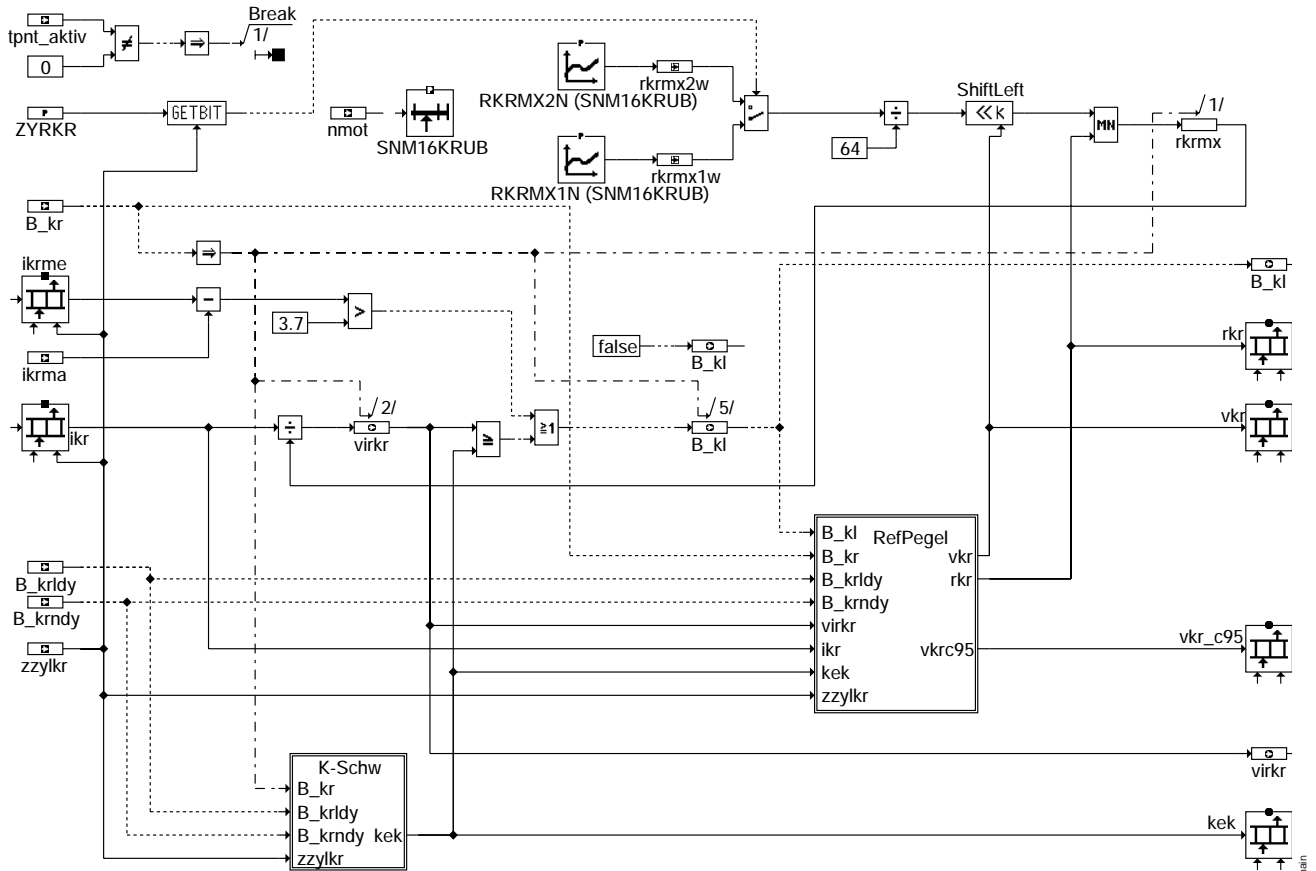 Break
tpnt_aktiv
1/
≠
⇒
0
P
ZYRKR
GETBIT
nmot
P
SNM16KRUB
P
RKRMX2N (SNM16KRUB)
rkrmx2w
P
RKRMX1N (SNM16KRUB)
rkrmx1w
÷
64
ShiftLeft
<<k
MN
/1/
rkrmx
B_kr
⇒
B_kl
ikrme
−
3.7
>
ikrma
false
B_kl
rkr
ikr
÷
/2/
virkr
≥
≥1
/5/
B_kl
vkr
B_krldy
B_krndy
zzylkr
RefPegel
B_kl
B_kr
B_krldy
B_krndy
virkr
ikr
kek
zzylkr
vkr
rkr
vkrc95
vkr_c95
virkr
K-Schw
B_kr
B_krldy
B_krndy
zzylkr
kek
kek